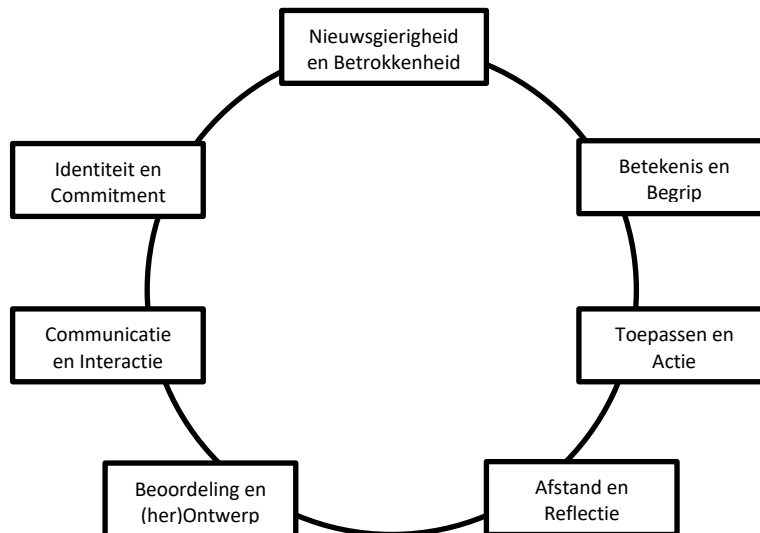 Nieuwsgierigheid
en Betrokkenheid
Betekenis en
Begrip
Toepassen en
Actie
Afstand en
Reflectie
Beoordeling en
(her)Ontwerp
Communicatie
en Interactie
Identiteit en
Commitment